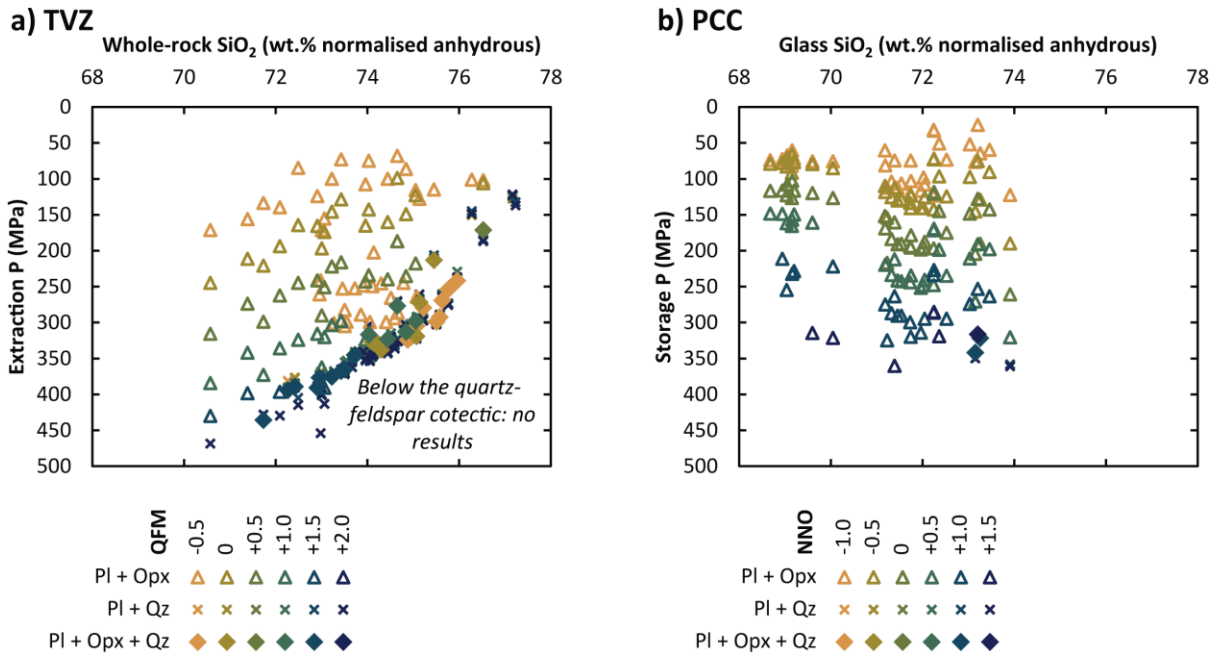 a) TVZ
Whole-rock SiO₂ (wt.% normalised anhydrous)
68 70 72 74 76 78
Extraction P (MPa)
0
50
100
150
200
250
300
350
400
450
500
Below the quartz-
feldspar cotectic: no
results
QFM -0.5 0 +0.5 +1.0 +1.5 +2.0
Pl + Opx
Pl + Qz
Pl + Opx + Qz
b) PCC
Glass SiO₂ (wt.% normalised anhydrous)
68 70 72 74 76 78
Storage P (MPa)
0
50
100
150
200
250
300
350
400
450
500
NNO -1.0 -0.5 0 +0.5 +1.0 +1.5
Pl + Opx
Pl + Qz
Pl + Opx + Qz